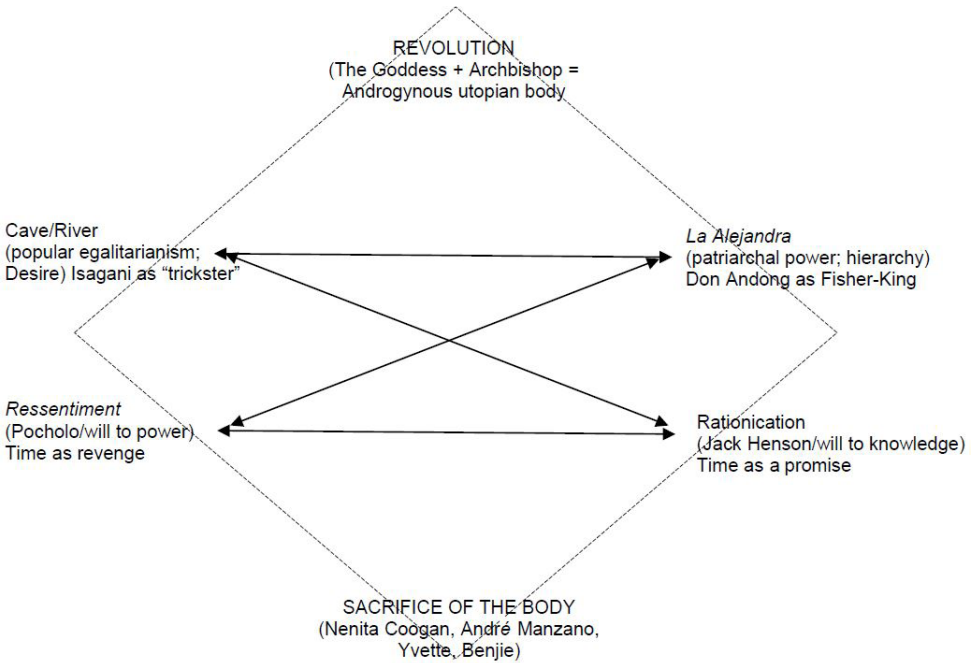 REVOLUTION
(The Goddess + Archbishop =
Androgynous utopian body
Cave/River
(popular egalitarianism;
Desire) Isagani as “trickster”
La Alejandra
(patriarchal power; hierarchy)
Don Andong as Fisher-King
Ressentiment
(Pocholo/will to power)
Time as revenge
Rationication
(Jack Henson/will to knowledge)
Time as a promise
SACRIFICE OF THE BODY
(Nenita Coogan, André Manzano,
Yvette, Benjie)